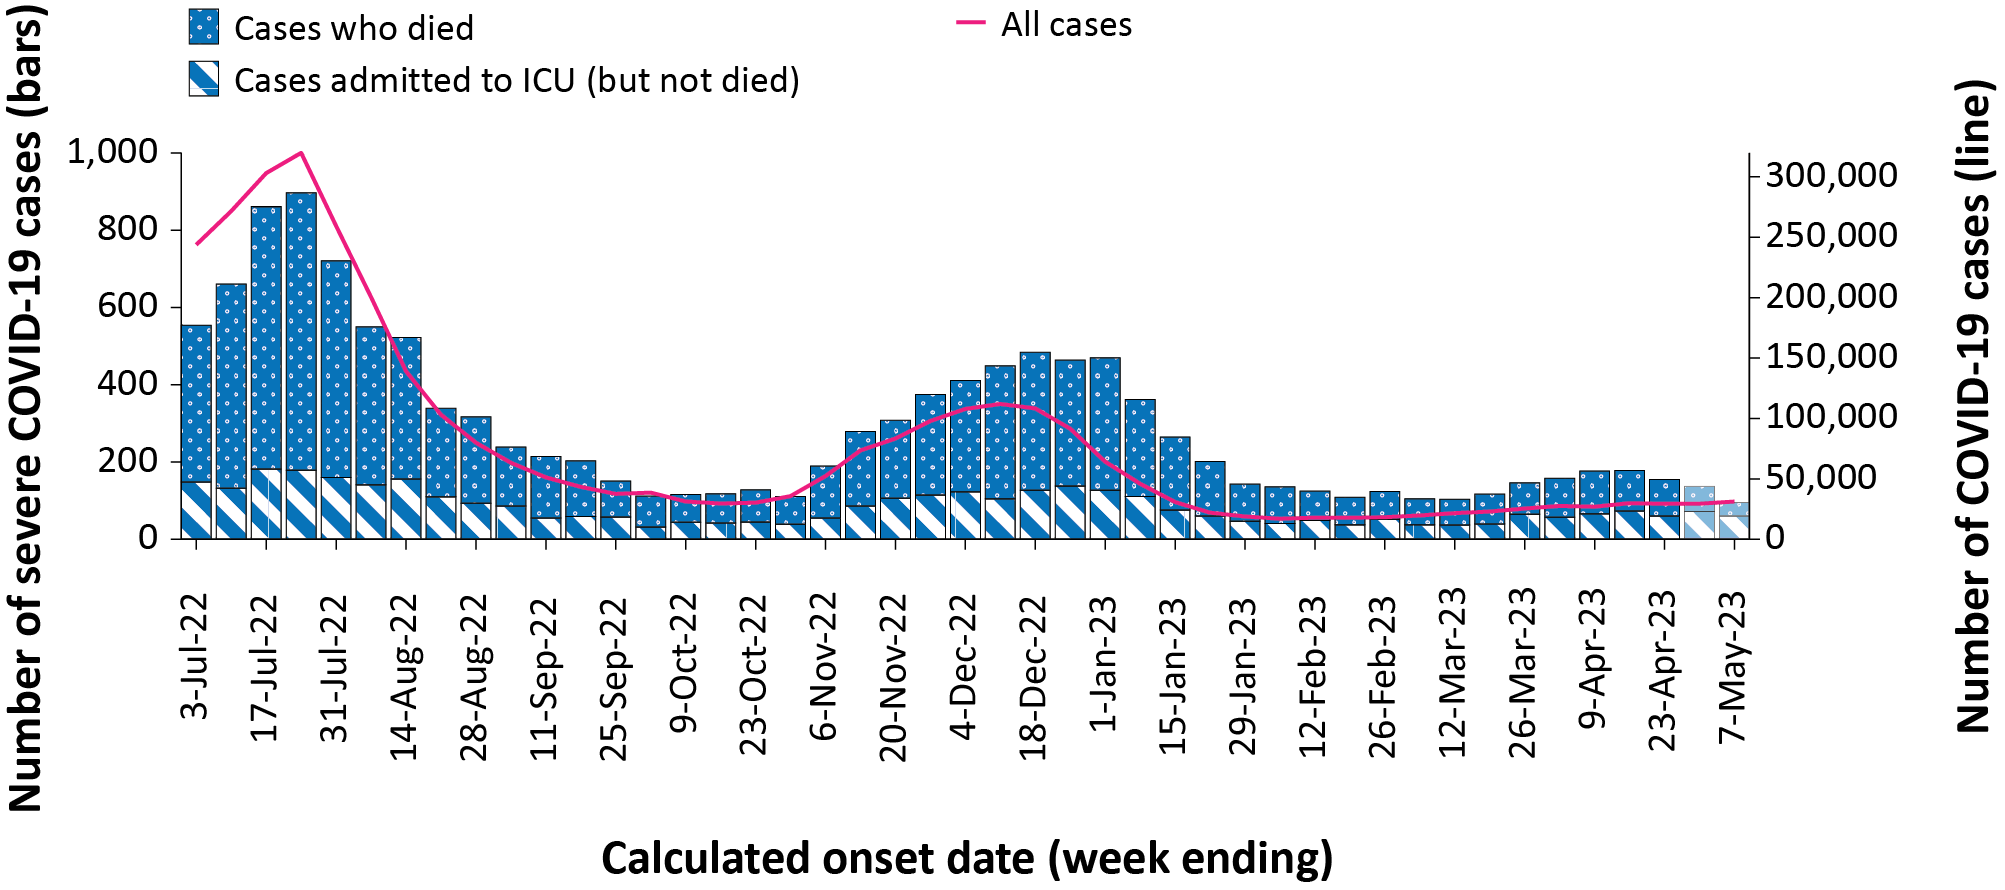 Cases who died
All cases
Cases admitted to ICU (but not died)
Number of severe COVID-19 cases (bars)
1,000
800
600
400
200
0
300,000
250,000
200,000
150,000
100,000
50,000
0
Number of COVID-19 cases (line)
3-Jul-22
17-Jul-22
31-Jul-22
14-Aug-22
28-Aug-22
11-Sep-22
25-Sep-22
9-Oct-22
23-Oct-22
6-Nov-22
20-Nov-22
4-Dec-22
18-Dec-22
1-Jan-23
15-Jan-23
29-Jan-23
12-Feb-23
26-Feb-23
12-Mar-23
26-Mar-23
9-Apr-23
23-Apr-23
7-May-23
Calculated onset date (week ending)